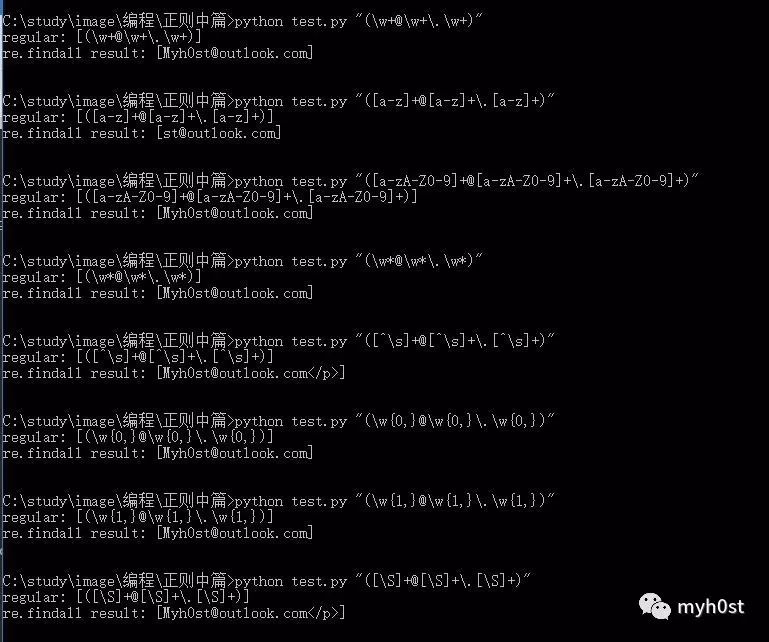 C:\study\image\编程\正则中篇>python test.py "(\w+@\w+\.\w+)"
regular: [(\w+@\w+\.\w+)]
re.findall result: [Myh0st@outlook.com]
C:\study\image\编程\正则中篇>python test.py "([a-z]+@[a-z]+\.[a-z]+)"
regular: [([a-z]+@[a-z]+\.[a-z]+)]
re.findall result: [st@outlook.com]
C:\study\image\编程\正则中篇>python test.py "([a-zA-Z0-9]+@[a-zA-Z0-9]+\.[a-zA-Z0-9]+)"
regular: [([a-zA-Z0-9]+@[a-zA-Z0-9]+\.[a-zA-Z0-9]+)]
re.findall result: [Myh0st@outlook.com]
C:\study\image\编程\正则中篇>python test.py "(\w*@\w*\.\w*)"
regular: [(\w*@\w*\.\w*)]
re.findall result: [Myh0st@outlook.com]
C:\study\image\编程\正则中篇>python test.py "([^\s]+@[^\s]+\.[^\s]+)"
regular: [([^\s]+@[^\s]+\.[^\s]+)]
re.findall result: [Myh0st@outlook.com</p>]
C:\study\image\编程\正则中篇>python test.py "(\w{0,}@\w{0,}\.\w{0,})"
regular: [(\w{0,}@\w{0,}\.\w{0,})]
re.findall result: [Myh0st@outlook.com]
C:\study\image\编程\正则中篇>python test.py "(\w{1,}@\w{1,}\.\w{1,})"
regular: [(\w{1,}@\w{1,}\.\w{1,})]
re.findall result: [Myh0st@outlook.com]
C:\study\image\编程\正则中篇>python test.py "([\S]+@[\S]+\.[\S]+)"
regular: [([\S]+@[\S]+\.[\S]+)]
re.findall result: [Myh0st@outlook.com</p>]
myh0st